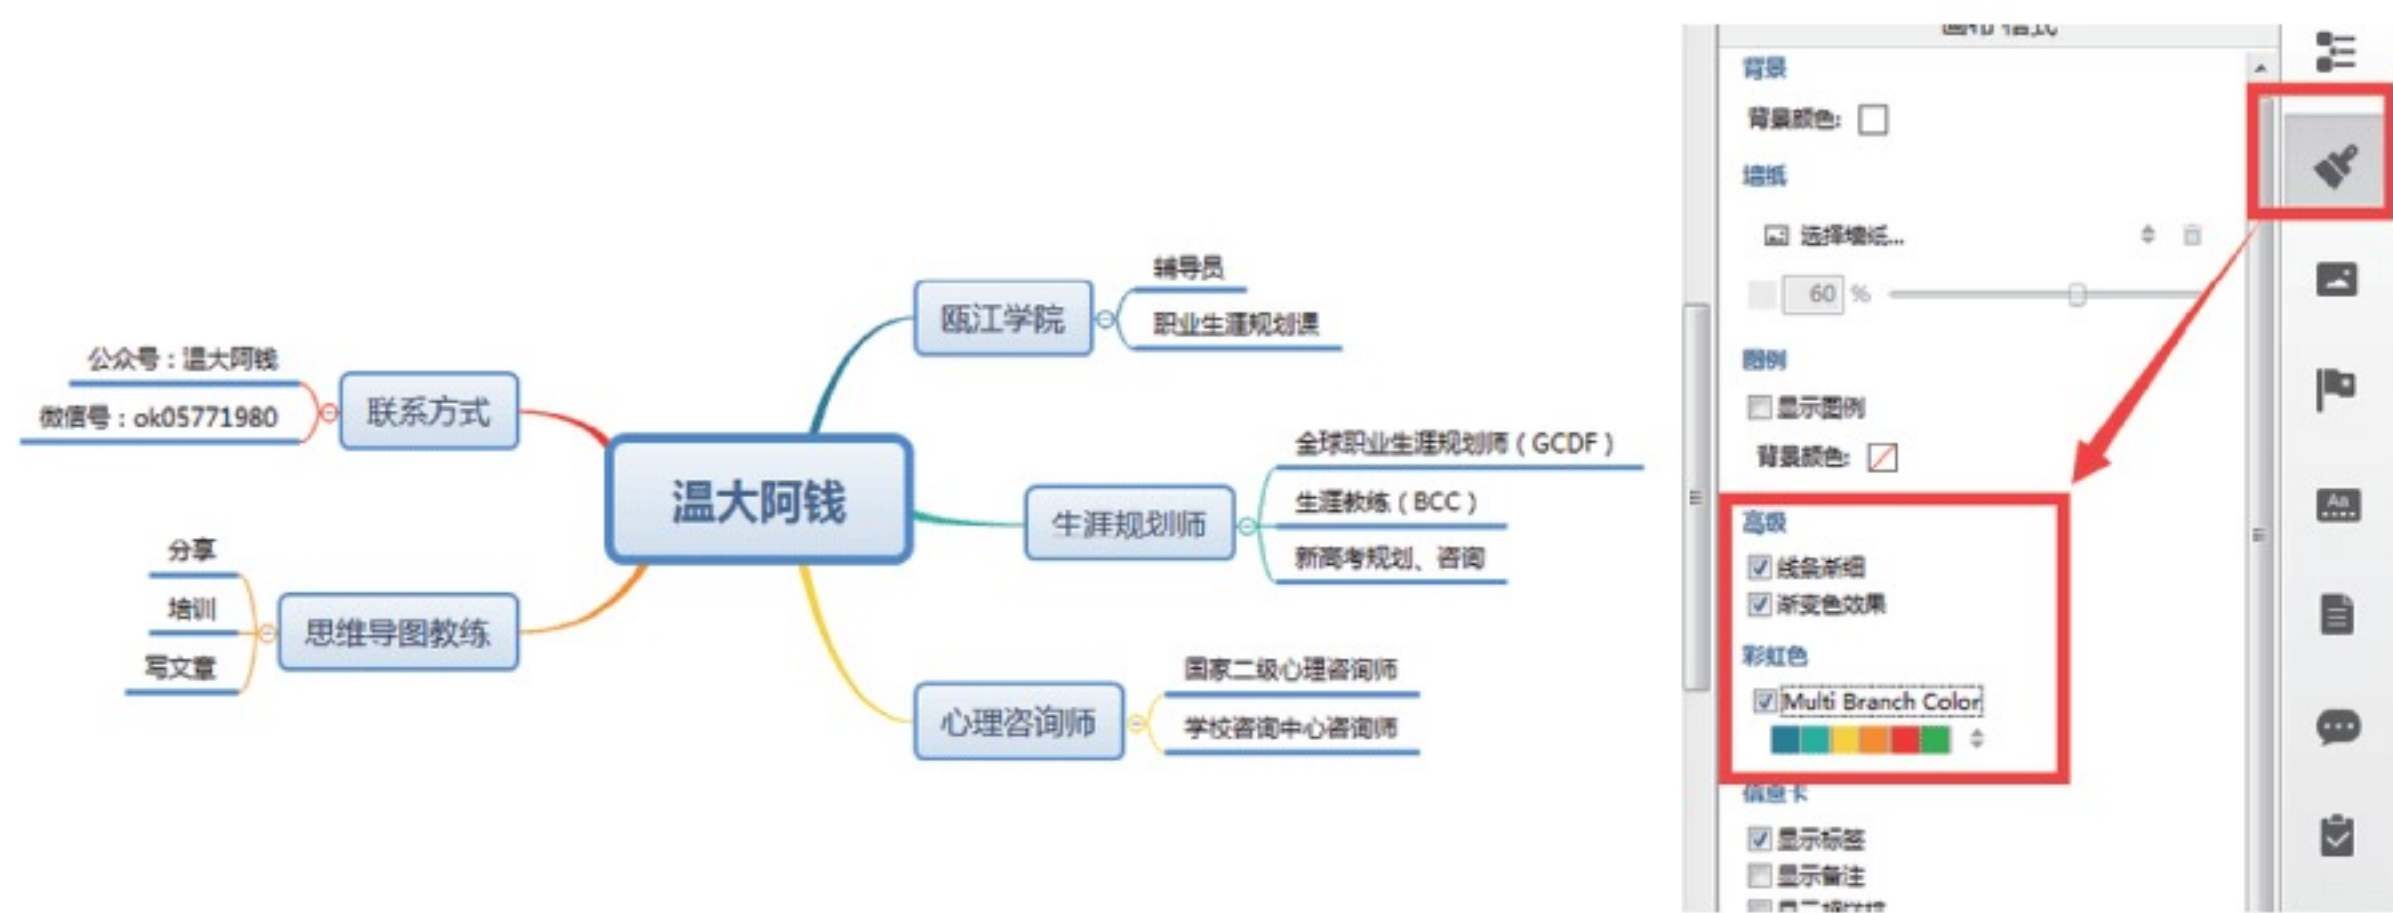 温大阿钱
瓯江学院
辅导员
职业生涯规划课
生涯规划师
全球职业生涯规划师（GCDF）
生涯教练（BCC）
新高考规划、咨询
心理咨询师
国家二级心理咨询师
学校咨询中心咨询师
思维导图教练
分享
培训
写文章
联系方式
公众号：温大阿钱
微信号：ok05771980
画布格式
背景
背景颜色:
墙纸
选择墙纸...
60 %
图例
显示图例
背景颜色:
高级
线条渐细
渐变色效果
彩虹色
Multi Branch Color
信息卡
显示标签
显示备注
Aa